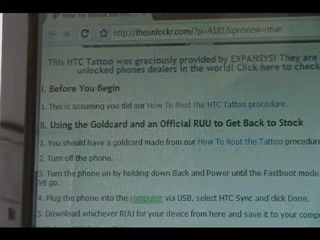 How To Unroot the HTC
http://theunlockr.com//?p=4181&preview=true
This HTC Tattoo was graciously provided by EXPANSYS! They are
unlocked phones dealers in the world! Click here to check
I. Before You Begin
1. This is assuming you did our How To Root the HTC Tattoo procedure.
II. Using the Goldcard and an Official RUU to Get Back to Stock
1. You should have a goldcard made from our How To Root the Tattoo procedure
2. Turn off the phone.
3. Turn the phone on by holding down Back and Power until the Fastboot mode
let go.
4. Plug the phone into the computer via USB, select HTC Sync and click Done.
5. Download whichever RUU for your device from here and save it to your compu